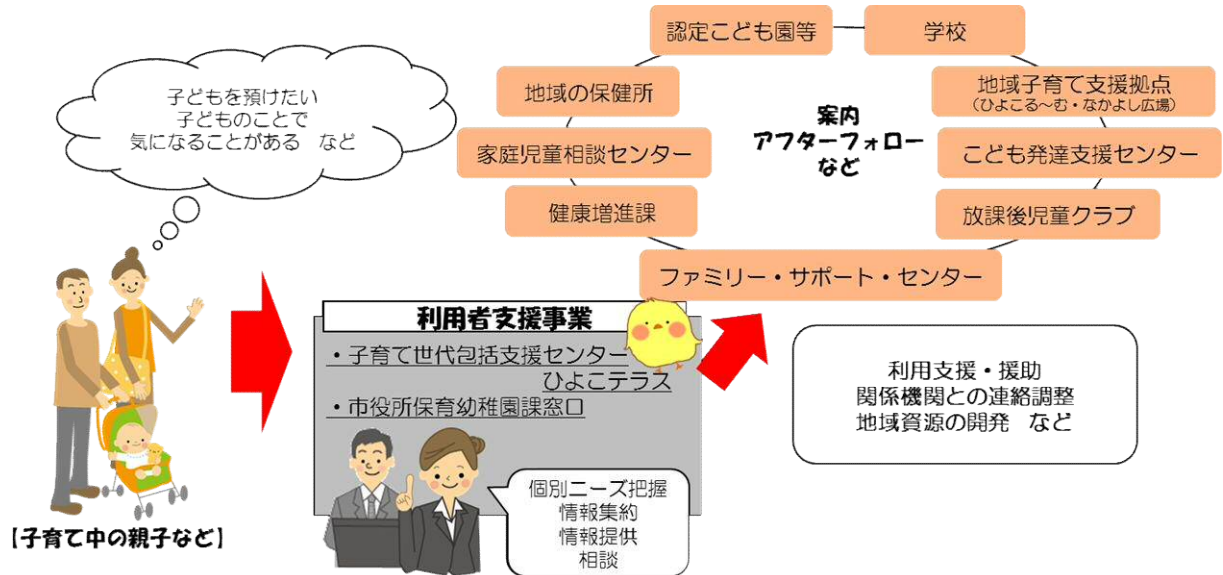 子どもを預けたい
子どものことで
気になることがある　など
【子育て中の親子など】
利用者支援事業
・子育て世代包括支援センター
ひよこテラス
・市役所保育幼稚園課窓口
個別ニーズ把握
情報集約
情報提供
相談
認定こども園等
学校
地域の保健所
地域子育て支援拠点
（ひよこる～む・なかよし広場）
家庭児童相談センター
こども発達支援センター
健康増進課
放課後児童クラブ
ファミリー・サポート・センター
案内
アフターフォロー
など
利用支援・援助
関係機関との連絡調整
地域資源の開発　など